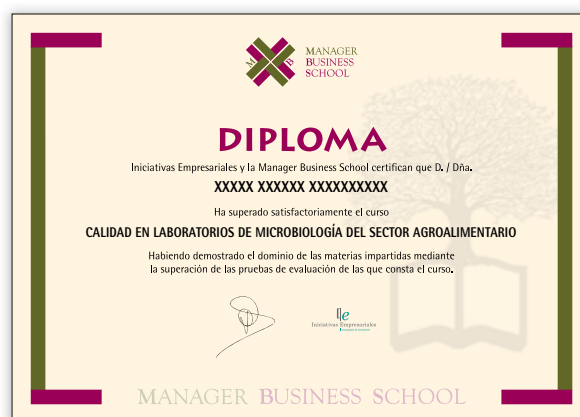 M B
MANAGER
BUSINESS
SCHOOL
DIPLOMA
Iniciativas Empresariales y la Manager Business School certifican que D. / Dña.
XXXXX XXXXXX XXXXXXXXXX
Ha superado satisfactoriamente el curso
CALIDAD EN LABORATORIOS DE MICROBIOLOGÍA DEL SECTOR AGROALIMENTARIO
Habiendo demostrado el dominio de las materias impartidas mediante
la superación de las pruebas de evaluación de las que consta el curso.
Iniciativas Empresariales
MANAGER BUSINESS SCHOOL